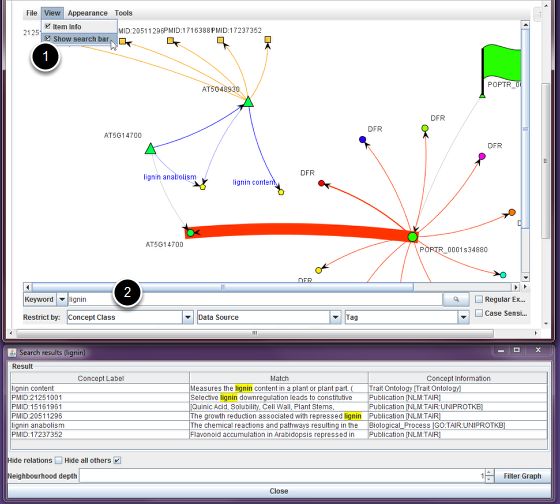 File View Appearance Tools
Item Info
Show search bar
1
PMID:20511296 PMID:17163881 PMID:17237352
AT5G48930
AT5G14700
lignin anabolism
lignin content
AT5G14700
DFR
DFR
DFR
DFR
POPTR_0001s34880
DFR
2
Keyword lignin Regular Ex...
Restrict by: Concept Class Data Source Tag Case Sensi...
Search results (lignin)
Result
Concept Label Match Concept Information
lignin content Measures the lignin content in a plant or plant part. ( Trait Ontology [Trait Ontology]
PMID:21251001 Selective lignin downregulation leads to constitutive Publication [NLM:TAIR]
PMID:15161961 [Quinic Acid, Solubility, Cell Wall, Plant Stems, Publication [NLM:TAIR:UNIPROTKB]
PMID:20511296 The growth reduction associated with repressed lignin Publication [NLM:TAIR]
lignin anabolism The chemical reactions and pathways resulting in the Biological_Process [GO:TAIR:UNIPROTKB]
PMID:17237352 Flavonoid accumulation in Arabidopsis repressed in Publication [NLM:TAIR]
Hide relations Hide all others
Neighbourhood depth 1 Filter Graph
Close